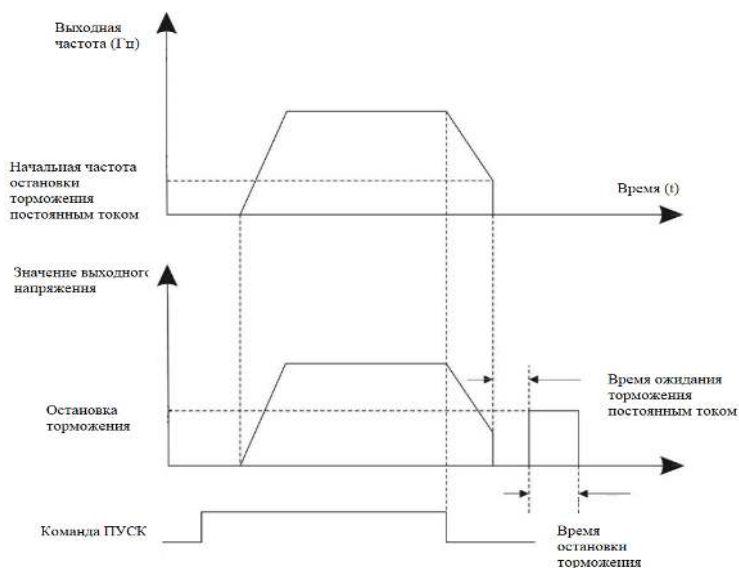 Выходная
частота (Гц)
Начальная частота
остановки
торможения
постоянным током
Время (t)
Значение выходного
напряжения
Время ожидания
торможения
постоянным током
Остановка
торможения
Команда ПУСК
Время
остановки
торможения